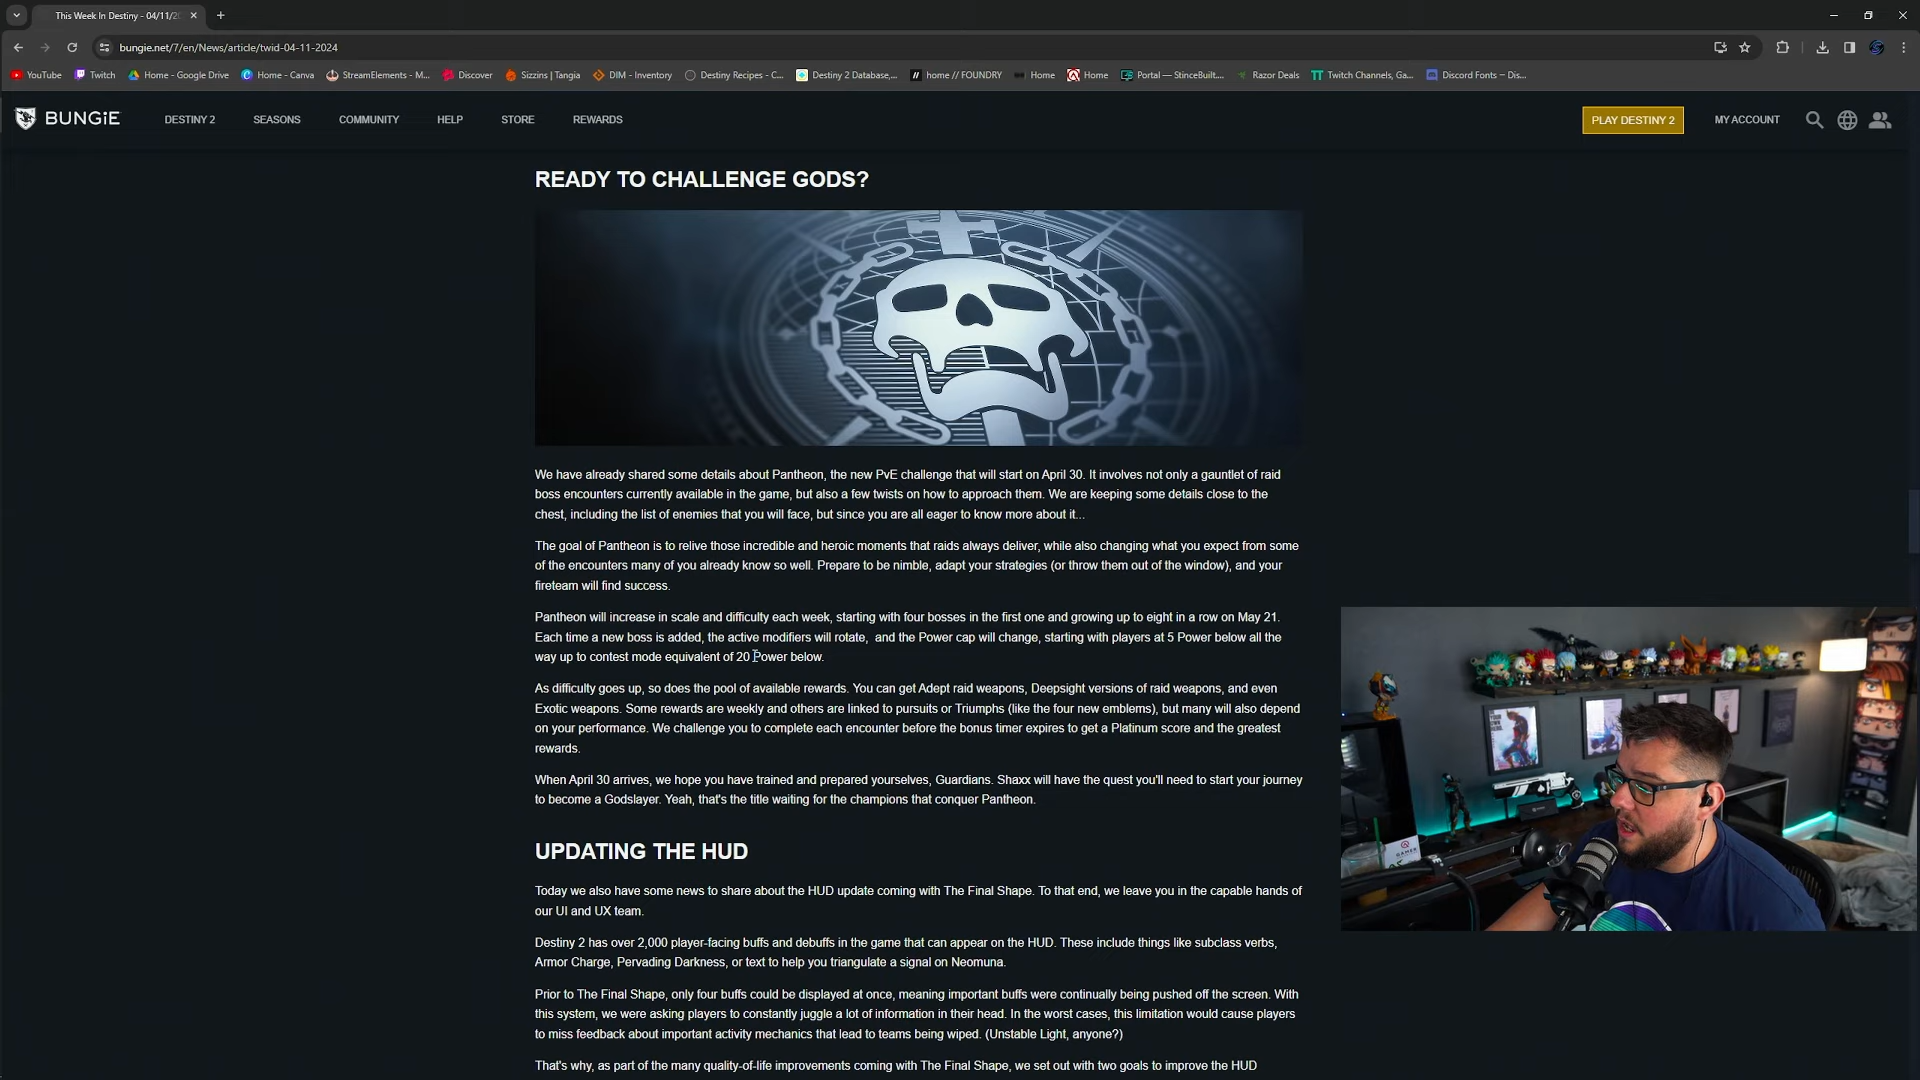 This Week In Destiny - 04/11/20
bungie.net/7/en/News/article/twid-04-11-2024
YouTube
Twitch
Home - Google Drive
Home - Canva
StreamElements - M...
Discover
Sizzins | Tangia
DIM - Inventory
Destiny Recipes - C...
Destiny 2 Database,...
home // FOUNDRY
Home
Home
Portal — StinceBuilt....
Razor Deals
Twitch Channels, Ga...
Discord Fonts – Dis...
BUNGiE
DESTINY 2
SEASONS
COMMUNITY
HELP
STORE
REWARDS
PLAY DESTINY 2
MY ACCOUNT
READY TO CHALLENGE GODS?
We have already shared some details about Pantheon, the new PvE challenge that will start on April 30. It involves not only a gauntlet of raid
boss encounters currently available in the game, but also a few twists on how to approach them. We are keeping some details close to the
chest, including the list of enemies that you will face, but since you are all eager to know more about it...
The goal of Pantheon is to relive those incredible and heroic moments that raids always deliver, while also changing what you expect from some
of the encounters many of you already know so well. Prepare to be nimble, adapt your strategies (or throw them out of the window), and your
fireteam will find success.
Pantheon will increase in scale and difficulty each week, starting with four bosses in the first one and growing up to eight in a row on May 21.
Each time a new boss is added, the active modifiers will rotate, and the Power cap will change, starting with players at 5 Power below all the
way up to contest mode equivalent of 20 Power below.
As difficulty goes up, so does the pool of available rewards. You can get Adept raid weapons, Deepsight versions of raid weapons, and even
Exotic weapons. Some rewards are weekly and others are linked to pursuits or Triumphs (like the four new emblems), but many will also depend
on your performance. We challenge you to complete each encounter before the bonus timer expires to get a Platinum score and the greatest
rewards.
When April 30 arrives, we hope you have trained and prepared yourselves, Guardians. Shaxx will have the quest you'll need to start your journey
to become a Godslayer. Yeah, that's the title waiting for the champions that conquer Pantheon.
UPDATING THE HUD
Today we also have some news to share about the HUD update coming with The Final Shape. To that end, we leave you in the capable hands of
our UI and UX team.
Destiny 2 has over 2,000 player-facing buffs and debuffs in the game that can appear on the HUD. These include things like subclass verbs,
Armor Charge, Pervading Darkness, or text to help you triangulate a signal on Neomuna.
Prior to The Final Shape, only four buffs could be displayed at once, meaning important buffs were continually being pushed off the screen. With
this system, we were asking players to constantly juggle a lot of information in their head. In the worst cases, this limitation would cause players
to miss feedback about important activity mechanics that lead to teams being wiped. (Unstable Light, anyone?)
That's why, as part of the many quality-of-life improvements coming with The Final Shape, we set out with two goals to improve the HUD